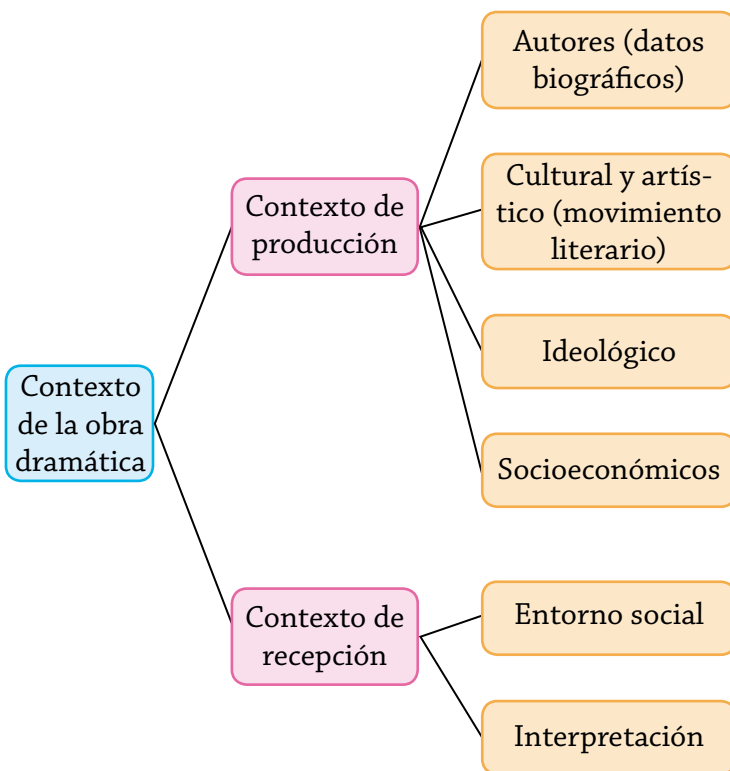 Contexto
de la obra
dramática
Contexto de
producción
Autores (datos
biográficos)
Cultural y artís-
tico (movimiento
literario)
Ideológico
Socioeconómicos
Contexto de
recepción
Entorno social
Interpretación